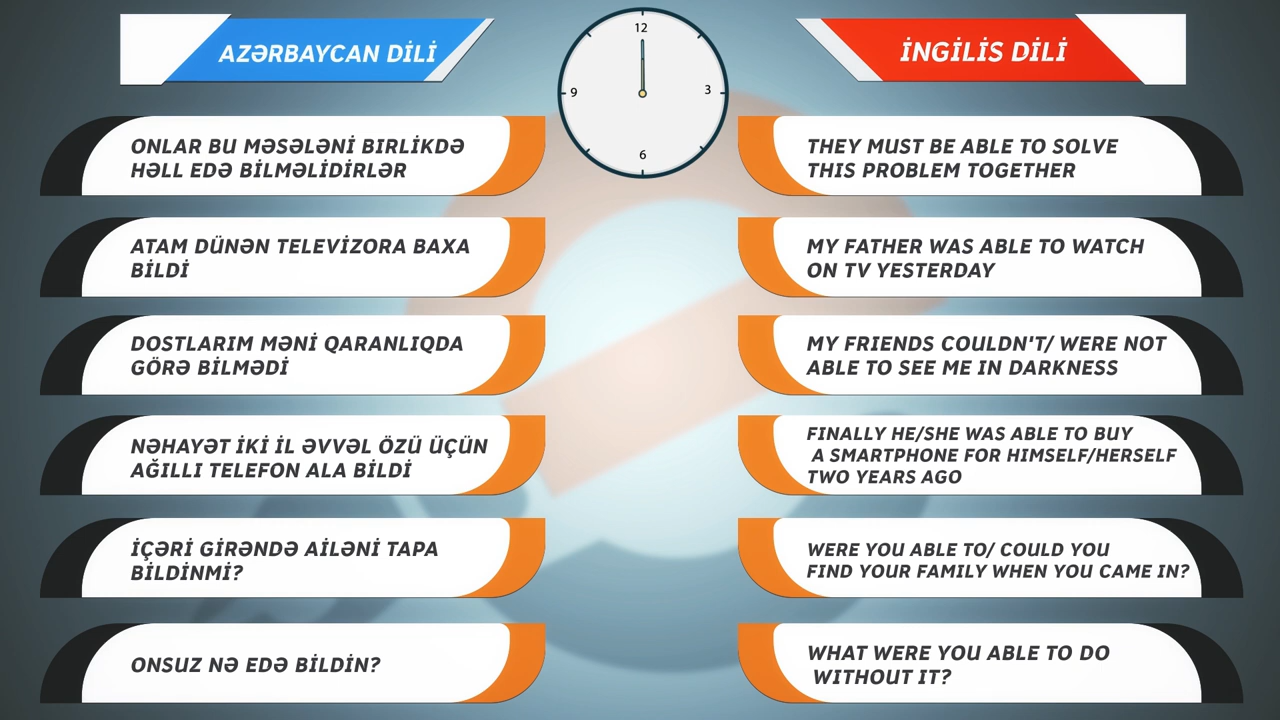 AZƏRBAYCAN DİLİ
12
3
6
9
İNGİLİS DİLİ
ONLAR BU MƏSƏLƏNİ BIRLİKDƏ
HƏLL EDƏ BİLMƏLİDİRLƏR
THEY MUST BE ABLE TO SOLVE
THIS PROBLEM TOGETHER
ATAM DÜNƏN TELEVİZORA BAXA
BİLDİ
MY FATHER WAS ABLE TO WATCH
ON TV YESTERDAY
DOSTLARIM MƏNİ QARANLIQDA
GÖRƏ BİLMƏDİ
MY FRIENDS COULDN'T/ WERE NOT
ABLE TO SEE ME IN DARKNESS
NƏHAYƏT İKİ İL ƏVVƏL ÖZÜ ÜÇÜN
AĞILLI TELEFON ALA BİLDİ
FINALLY HE/SHE WAS ABLE TO BUY
A SMARTPHONE FOR HIMSELF/HERSELF
TWO YEARS AGO
İÇƏRİ GİRƏNDƏ AİLƏNİ TAPA
BİLDİNMİ?
WERE YOU ABLE TO/ COULD YOU
FIND YOUR FAMILY WHEN YOU CAME IN?
ONSUZ NƏ EDƏ BİLDİN?
WHAT WERE YOU ABLE TO DO
WITHOUT IT?